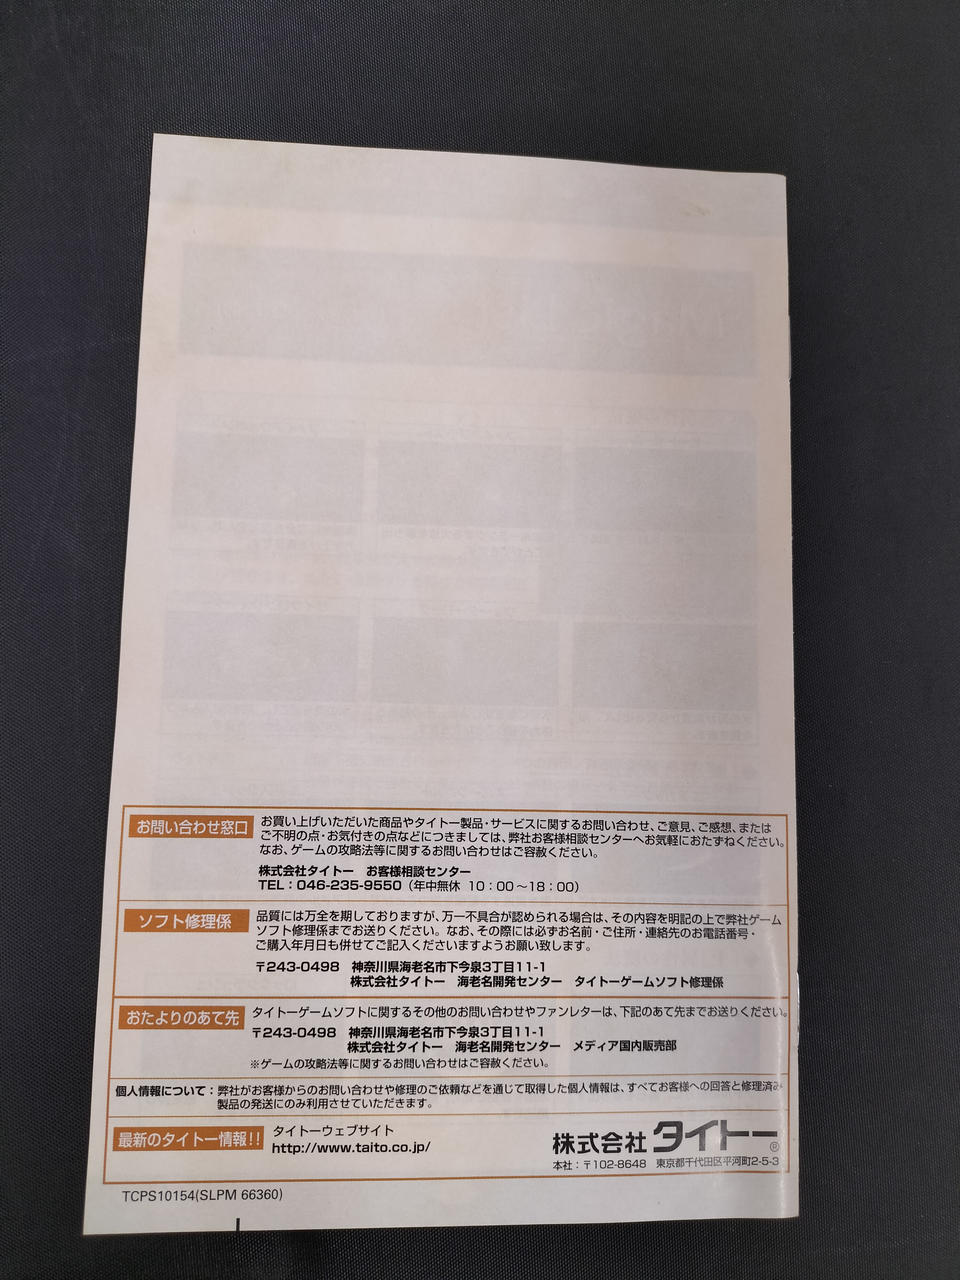 お問い合わせ窓口
お買い上げいただいた商品やタイトー製品・サービスに関するお問い合わせ、ご意見、ご感想、または
ご不明の点・お気付きの点などにつきましては、弊社お客様相談センターへお気軽におたずねください。
なお、ゲームの攻略法等に関するお問い合わせはご容赦ください。
株式会社タイトー　お客様相談センター
TEL：046-235-9550（年中無休 10：00～18：00）
ソフト修理係
品質には万全を期しておりますが、万一不具合が認められる場合は、その内容を明記の上で弊社ゲーム
ソフト修理係までお送りください。なお、その際には必ずお名前・ご住所・連絡先のお電話番号・
ご購入年月日も併せてご記入くださいますようお願い致します。
〒243-0498　神奈川県海老名市下今泉3丁目11-1
株式会社タイトー　海老名開発センター　タイトーゲームソフト修理係
おたよりのあて先
タイトーゲームソフトに関するその他のお問い合わせやファンレターは、下記のあて先までお送りください。
〒243-0498　神奈川県海老名市下今泉3丁目11-1
株式会社タイトー　海老名開発センター　メディア国内販売部
※ゲームの攻略法等に関するお問い合わせはご容赦ください。
個人情報について：弊社がお客様からのお問い合わせや修理のご依頼などを通じて取得した個人情報は、すべてお客様への回答と修理済み
製品の発送にのみ利用させていただきます。
最新のタイトー情報!!
タイトーウェブサイト
http://www.taito.co.jp/
株式会社 タイトー®
本社：〒102-8648　東京都千代田区平河町2-5-3
TCPS10154(SLPM 66360)